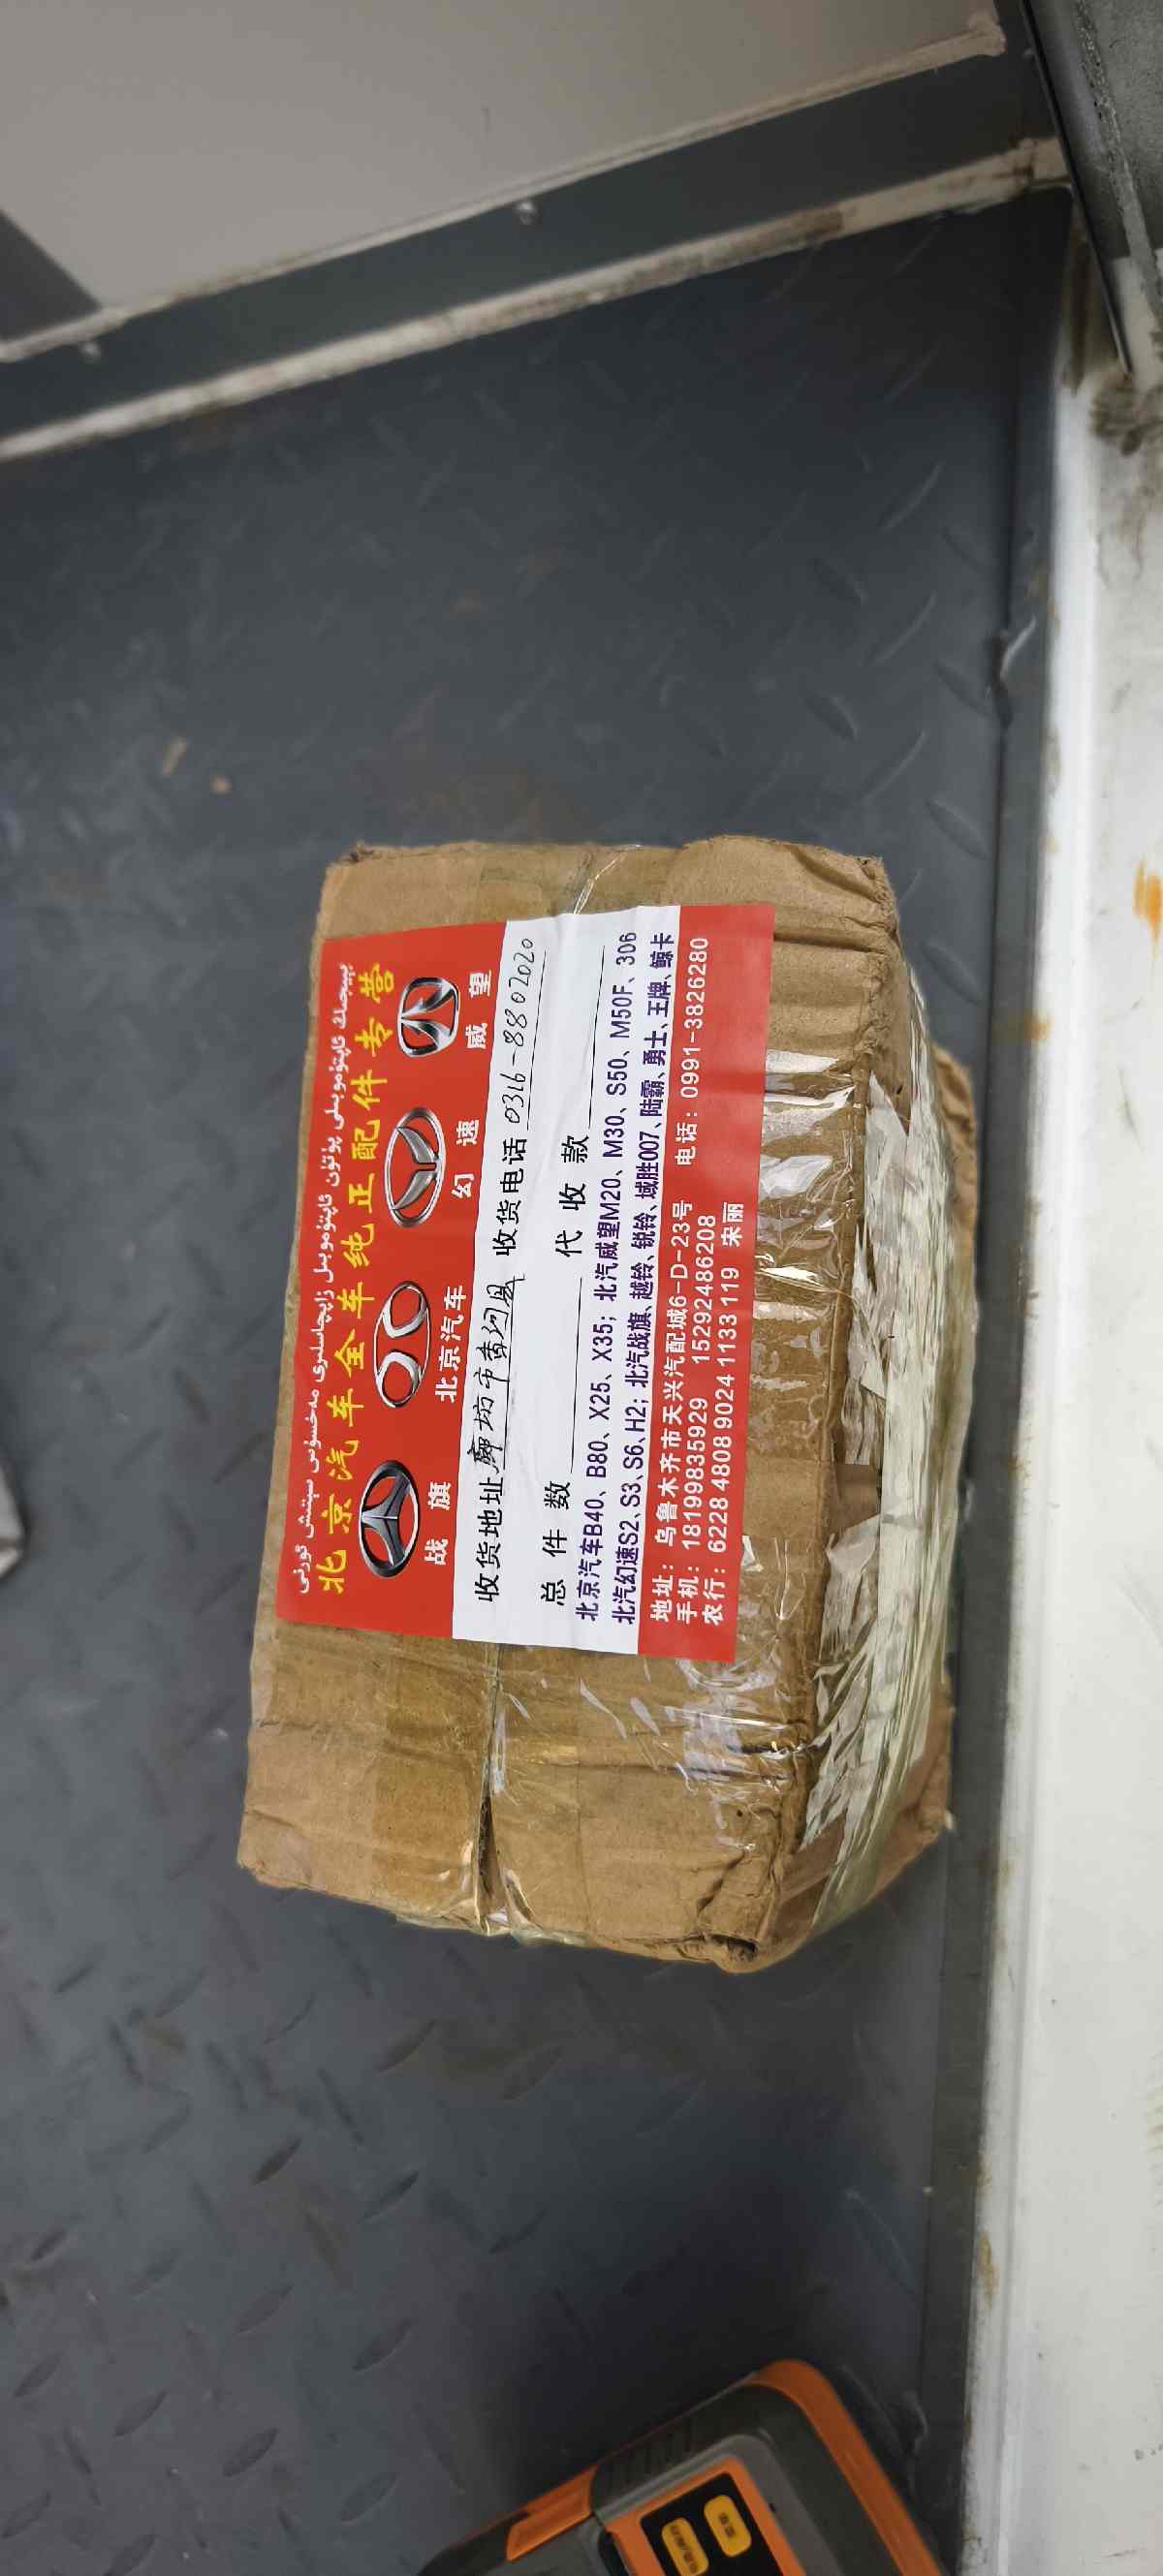 بېيجىڭ ئاپتوموبىلى پۈتۈن ئاپتوموبىل زاپچاسلىرى مەخسۇس سېتىش ئورنى
北京汽车全车纯正配件专营
战旗 北京汽车 幻速 威望
收货地址 廊坊市香河县 收货电话 0316-8802020
总件数 代收款
北京汽车B40、B80、X25、X35；北汽威望M20、M30、S50、M50F、306
北汽幻速S2、S3、S6、H2；北汽战旗、越铃、锐铃、域胜007、陆霸、勇士、王牌、鲸卡
地址：乌鲁木齐市天兴汽配城6-D-23号 电话：0991-3826280
手机：18199835929 15292486208
农行：6228 4808 9024 1133 119 宋丽